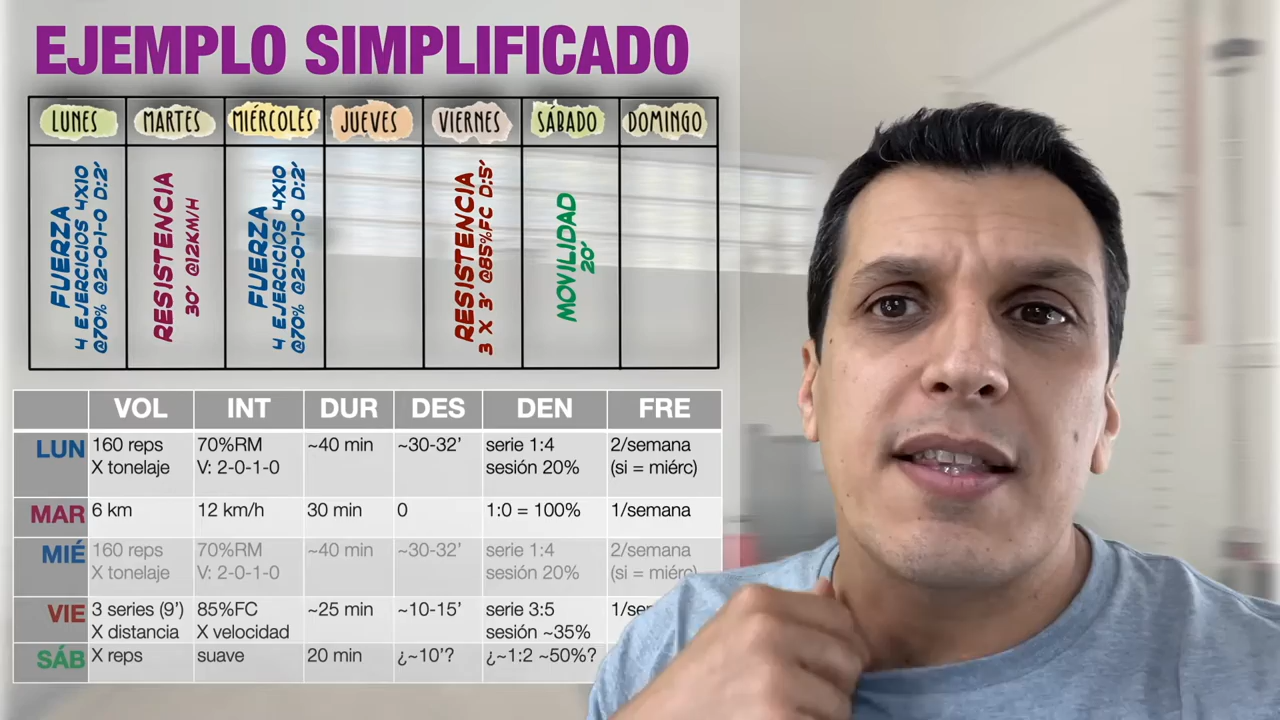 EJEMPLO SIMPLIFICADO
LUNES MARTES MIÉRCOLES JUEVES VIERNES SÁBADO DOMINGO
FUERZA
4 EJERCICIOS 4X10
@70% @2-0-1-0 D:2'
RESISTENCIA
30' @12KM/H
FUERZA
4 EJERCICIOS 4X10
@70% @2-0-1-0 D:2'
RESISTENCIA
3 X 3' @85%FC D:5'
MOVILIDAD
20'
VOL INT DUR DES DEN FRE
LUN 160 reps 70%RM ~40 min ~30-32' serie 1:4 2/semana
X tonelaje V: 2-0-1-0 sesión 20% (si = miérc)
MAR 6 km 12 km/h 30 min 0 1:0 = 100% 1/semana
MIÉ 160 reps 70%RM ~40 min ~30-32' serie 1:4 2/semana
X tonelaje V: 2-0-1-0 sesión 20% (si = miérc)
VIE 3 series (9') 85%FC ~25 min ~10-15' serie 3:5
X distancia X velocidad sesión ~35%
SÁB X reps suave 20 min ¿~10'? ¿~1:2 ~50%?